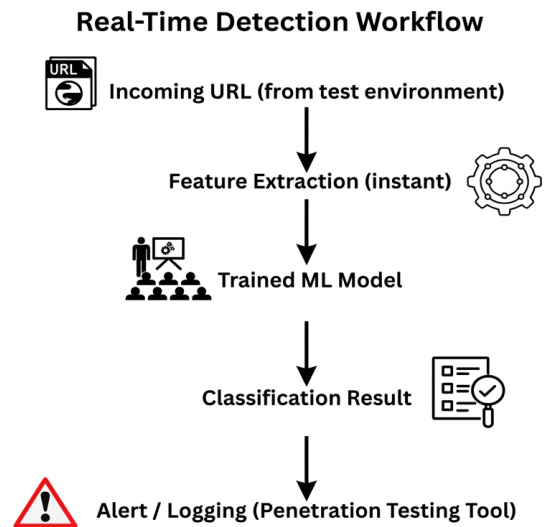 Real-Time Detection Workflow
URL
Incoming URL (from test environment)
Feature Extraction (instant)
Trained ML Model
Classification Result
Alert / Logging (Penetration Testing Tool)